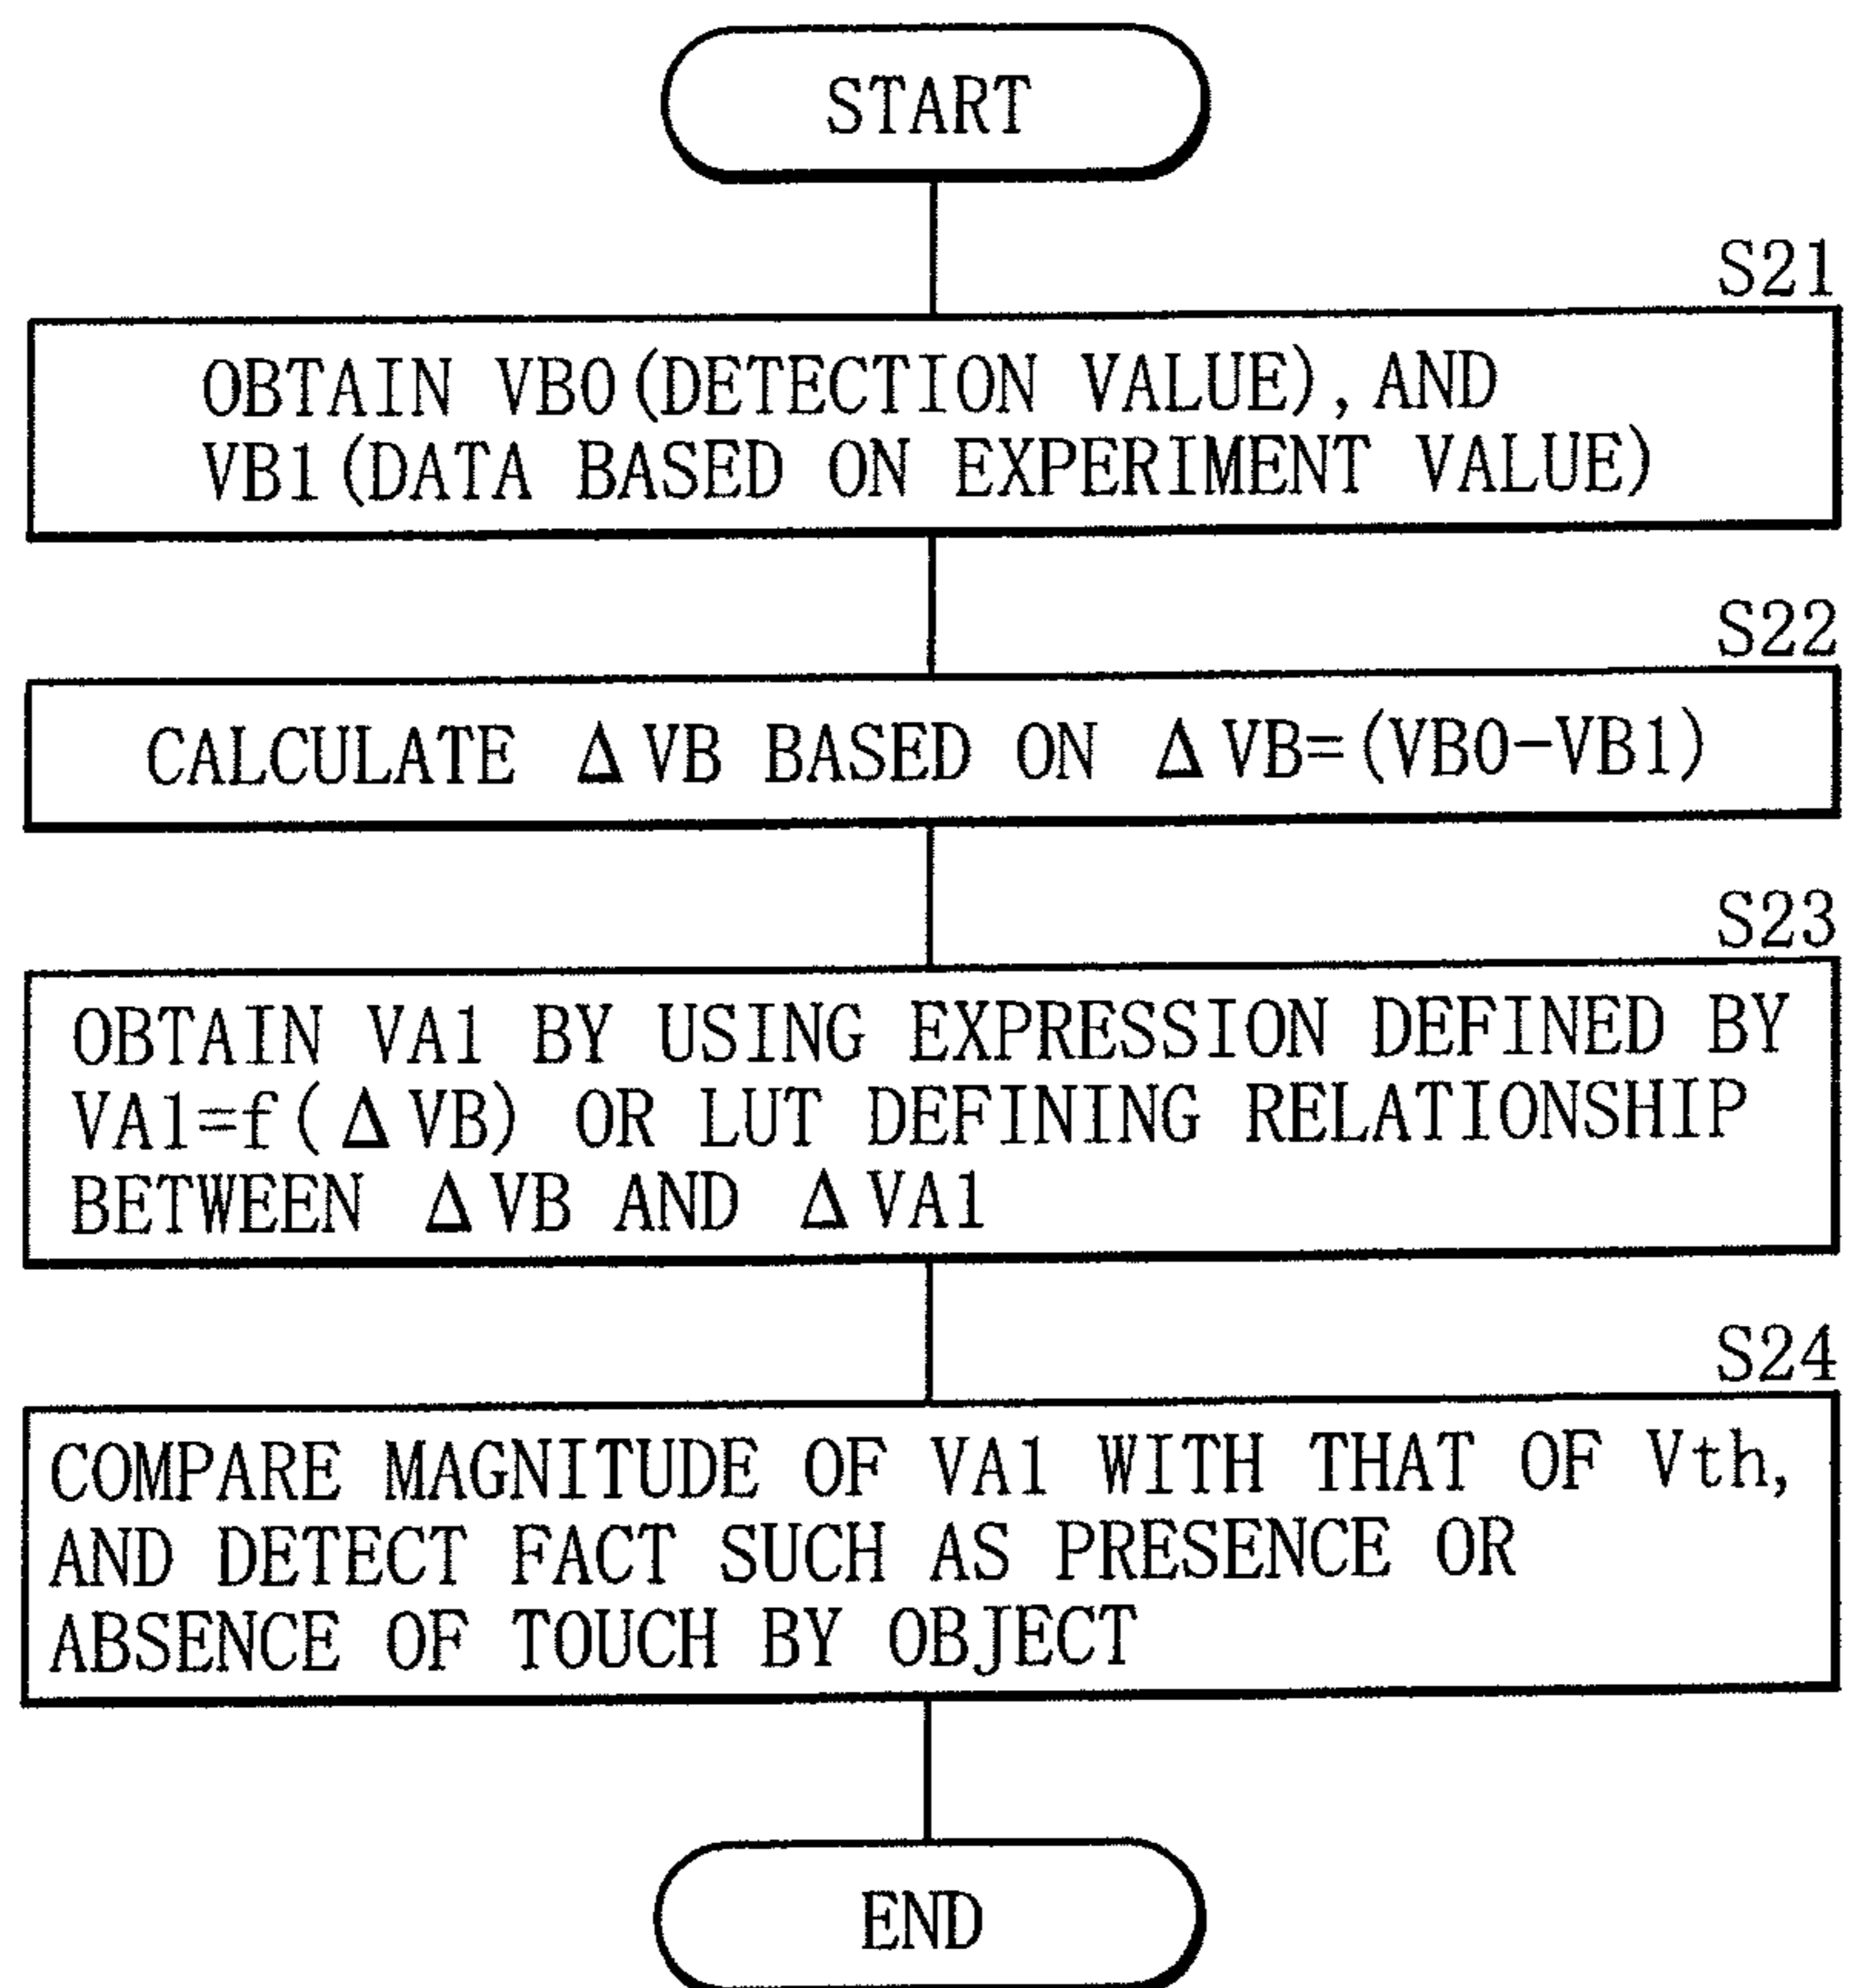 START
S21
OBTAIN VB0(DETECTION VALUE), AND
VB1(DATA BASED ON EXPERIMENT VALUE)
S22
CALCULATE ΔVB BASED ON ΔVB=(VB0-VB1)
S23
OBTAIN VA1 BY USING EXPRESSION DEFINED BY
VA1=f(ΔVB) OR LUT DEFINING RELATIONSHIP
BETWEEN ΔVB AND ΔVA1
S24
COMPARE MAGNITUDE OF VA1 WITH THAT OF Vth,
AND DETECT FACT SUCH AS PRESENCE OR
ABSENCE OF TOUCH BY OBJECT
END